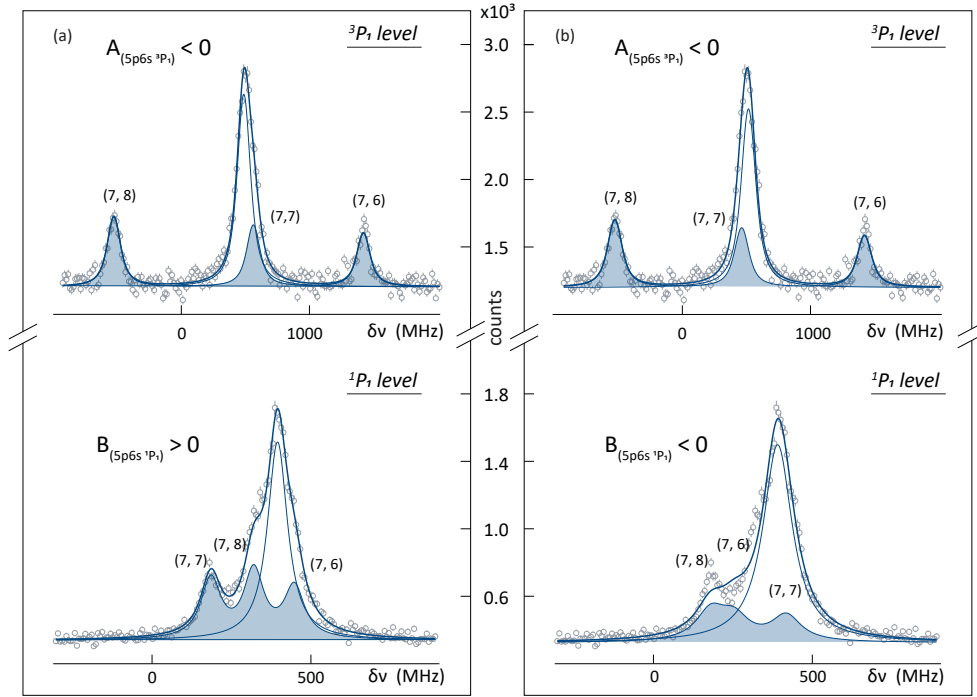 (a)
³P₁ level
A(5p6s ³P₁) < 0
(7, 8)
(7,7)
(7, 6)
0
1000
δν (MHz)
¹P₁ level
B(5p6s ¹P₁) > 0
(7, 7)
(7, 8)
(7, 6)
0
500
δν (MHz)
x10³
3.0
2.5
2.0
1.5
counts
1.8
1.4
1.0
0.6
(b)
³P₁ level
A(5p6s ³P₁) < 0
(7, 8)
(7, 7)
(7, 6)
0
1000
δν (MHz)
¹P₁ level
B(5p6s ¹P₁) < 0
(7, 8)
(7, 6)
(7, 7)
0
500
δν (MHz)